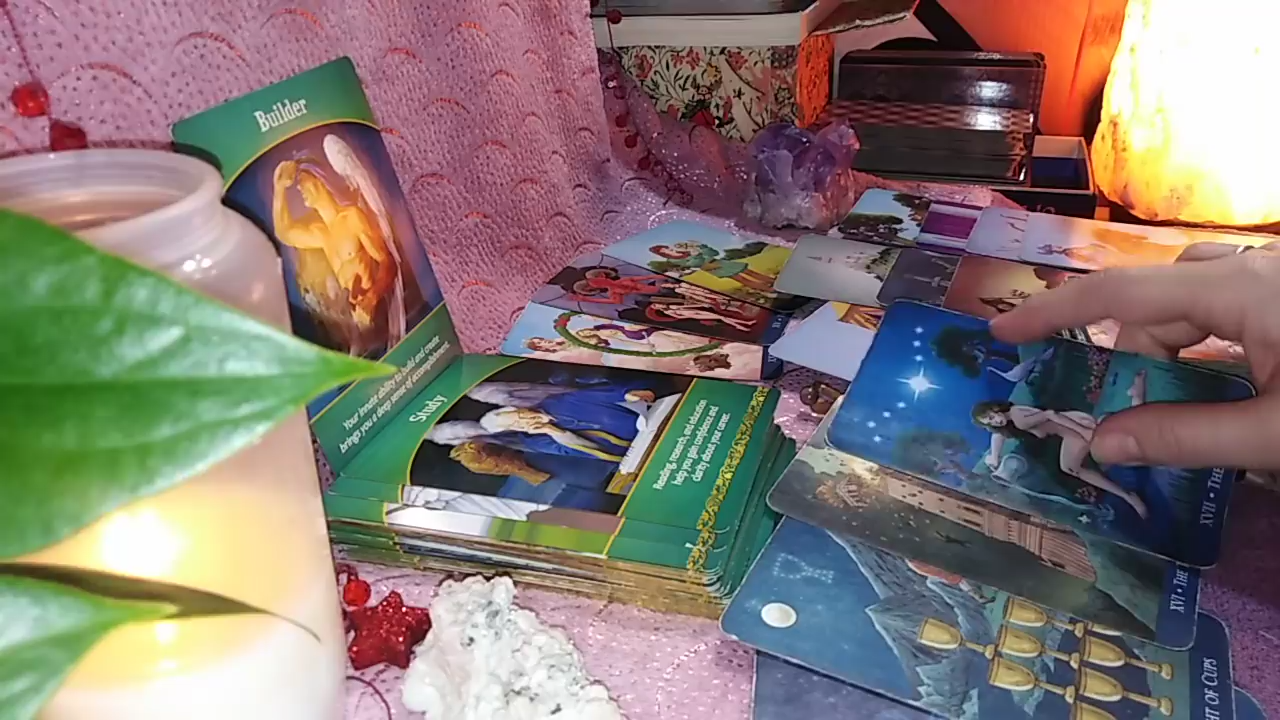 Builder
Your innate ability to build and create
brings you a deep sense of accomplishment.
Study
Reading, research, and education
help you gain confidence and
clarity about your career.
XVII • THE
XVI • THE
T OF CUPS